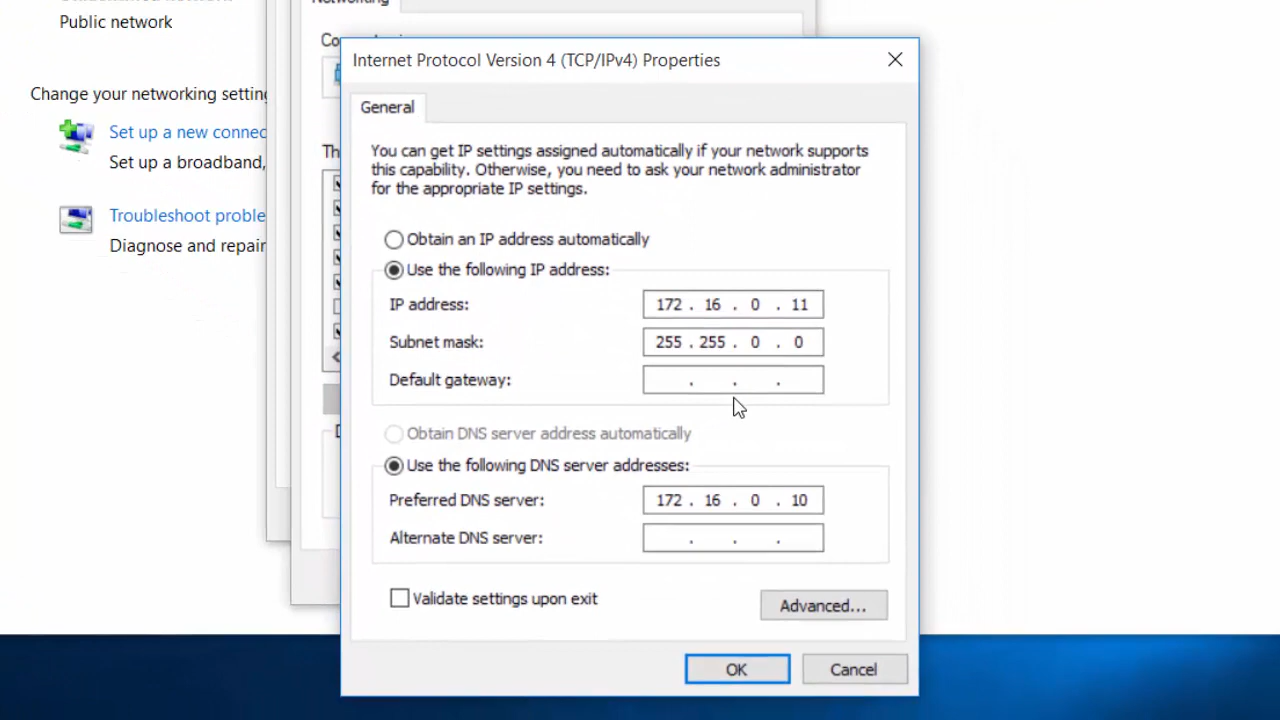 Public network
Networking
Change your networking settin
Set up a new connec
Set up a broadband,
Troubleshoot proble
Diagnose and repair
Co
Th
Internet Protocol Version 4 (TCP/IPv4) Properties
General
You can get IP settings assigned automatically if your network supports
this capability. Otherwise, you need to ask your network administrator
for the appropriate IP settings.
Obtain an IP address automatically
Use the following IP address:
IP address: 172 . 16 . 0 . 11
Subnet mask: 255 . 255 . 0 . 0
Default gateway: . . .
Obtain DNS server address automatically
Use the following DNS server addresses:
Preferred DNS server: 172 . 16 . 0 . 10
Alternate DNS server: . . .
Validate settings upon exit
Advanced...
OK
Cancel